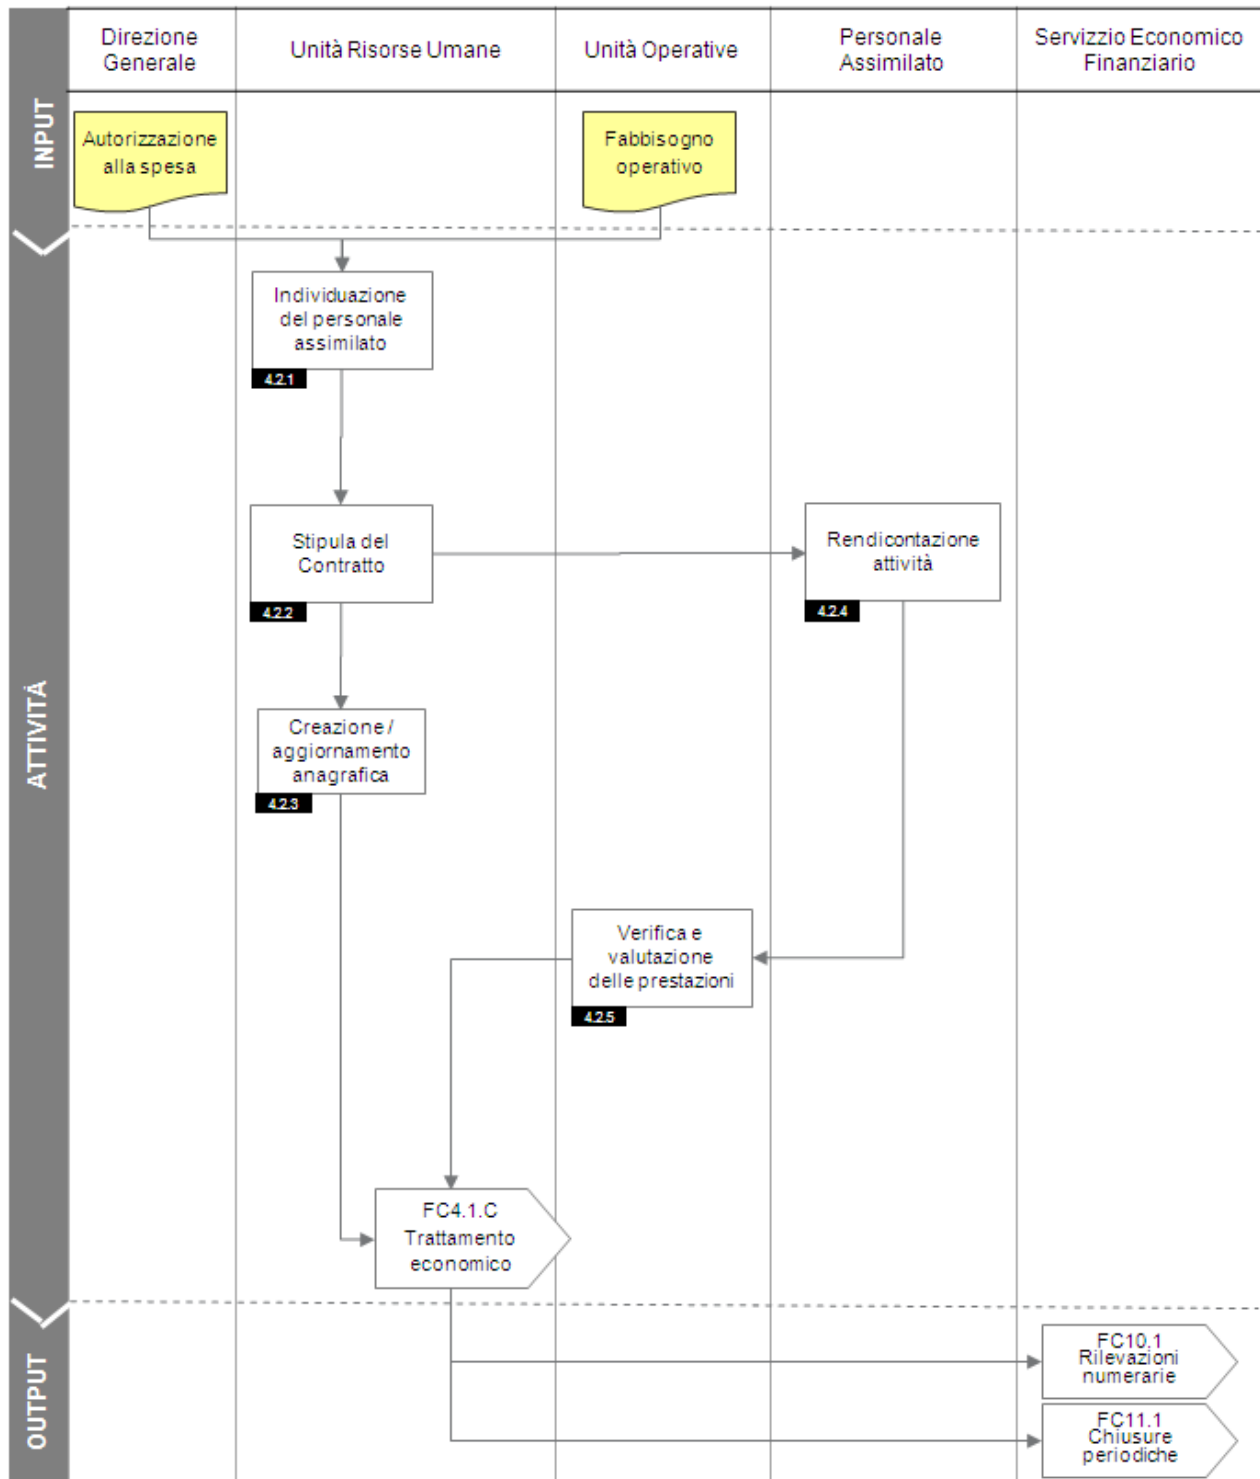 Direzione
Generale
Unità Risorse Umane
Unità Operative
Personale
Assimilato
Servizzio Economico
Finanziario
INPUT
Autorizzazione
alla spesa
Fabbisogno
operativo
ATTIVITÀ
Individuazione
del personale
assimilato
4.2.1
Stipula del
Contratto
4.2.2
Rendicontazione
attività
4.2.4
Creazione /
aggiornamento
anagrafica
4.2.3
Verifica e
valutazione
delle prestazioni
4.2.5
FC4.1.C
Trattamento
economico
OUTPUT
FC10.1
Rilevazioni
numerarie
FC11.1
Chiusure
periodiche